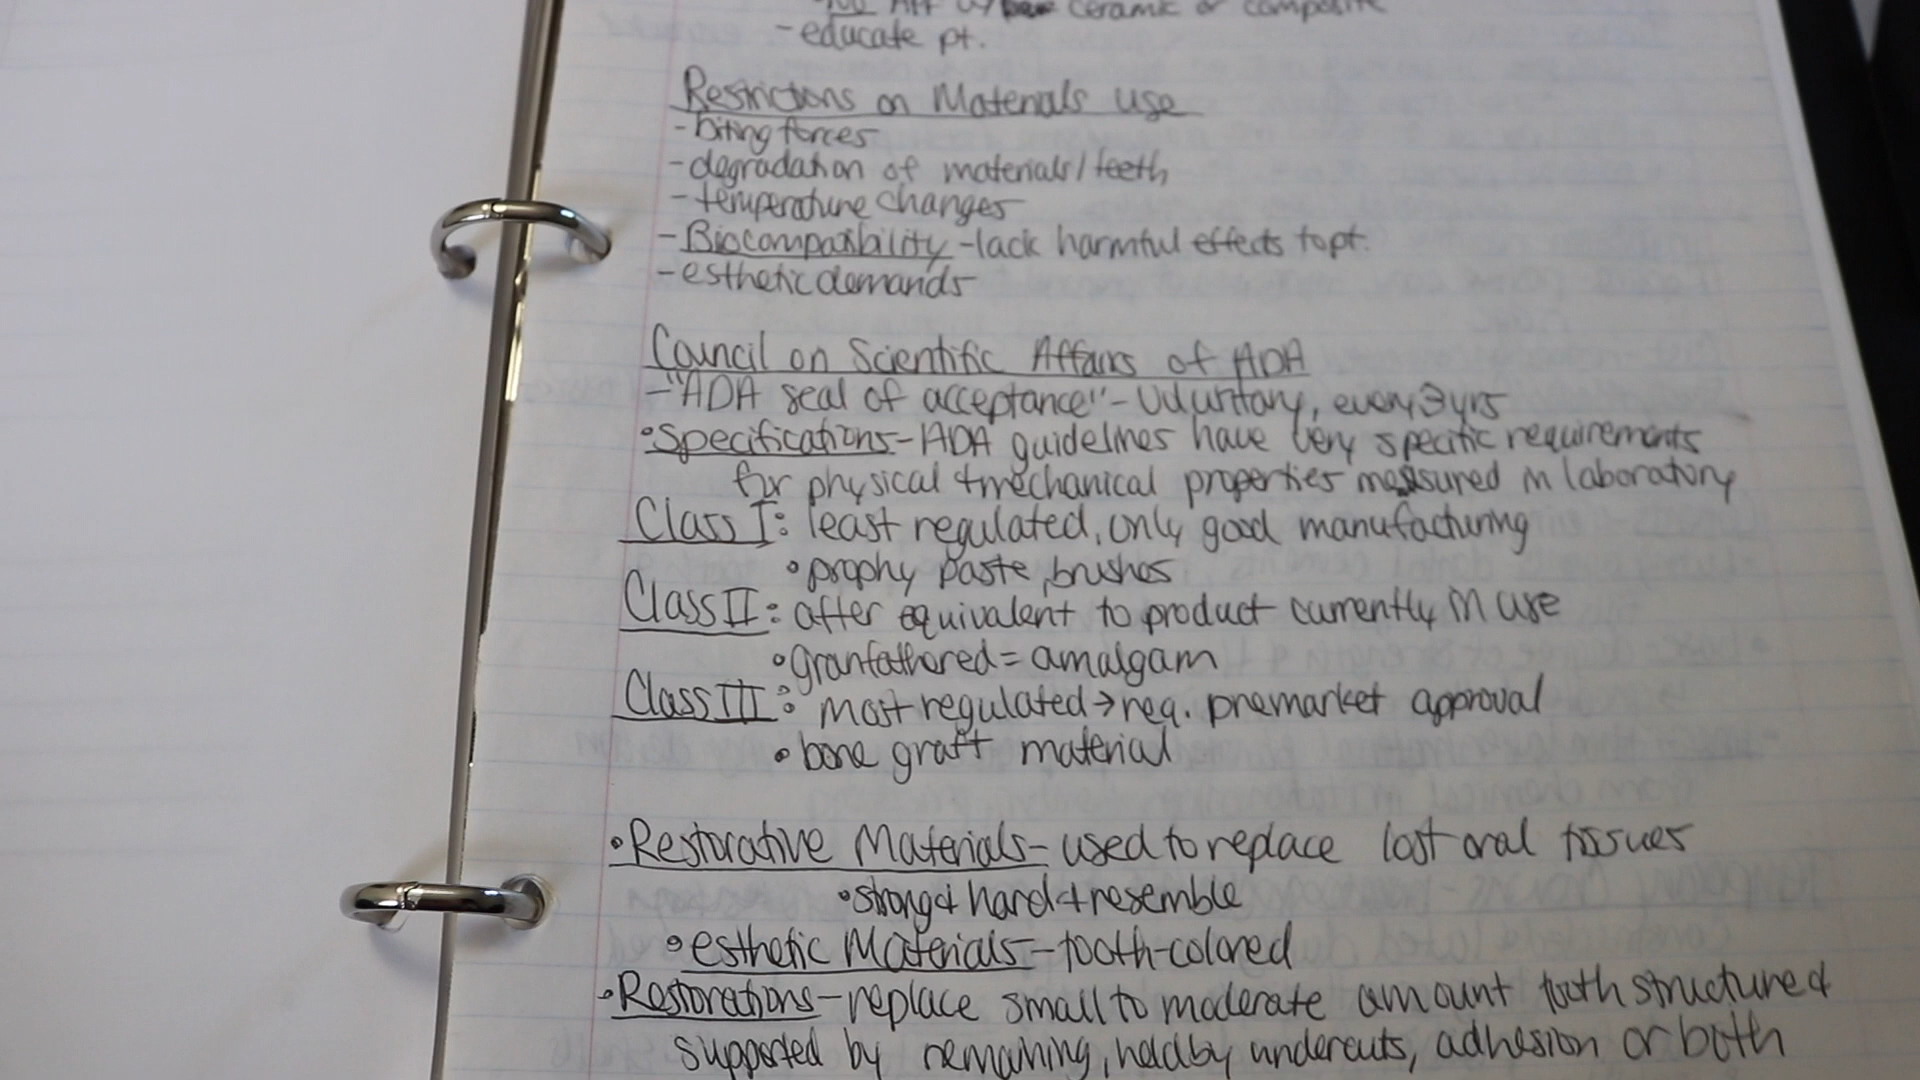 ceramic or composite
- educate pt.
Restrictions on Materials Use
- biting forces
- degradation of materials/teeth
- temperature changes
- Biocompatibility - lack harmful effects to pt.
- esthetic demands
Council on Scientific Affairs of ADA
- "ADA seal of acceptance" - voluntary, every 3 yrs
• Specifications - ADA guidelines have very specific requirements
for physical + mechanical properties measured in laboratory
Class I: least regulated, only good manufacturing
• prophy paste, brushes
Class II: after equivalent to product currently in use
• granfathered = amalgam
Class III: most regulated → req. premarket approval
• bone graft material
• Restorative Materials - used to replace lost oral tissues
• strong + hard + resemble
• esthetic Materials - tooth-colored
• Restorations - replace small to moderate amount tooth structure &
supported by remaining, held by undercuts, adhesion or both